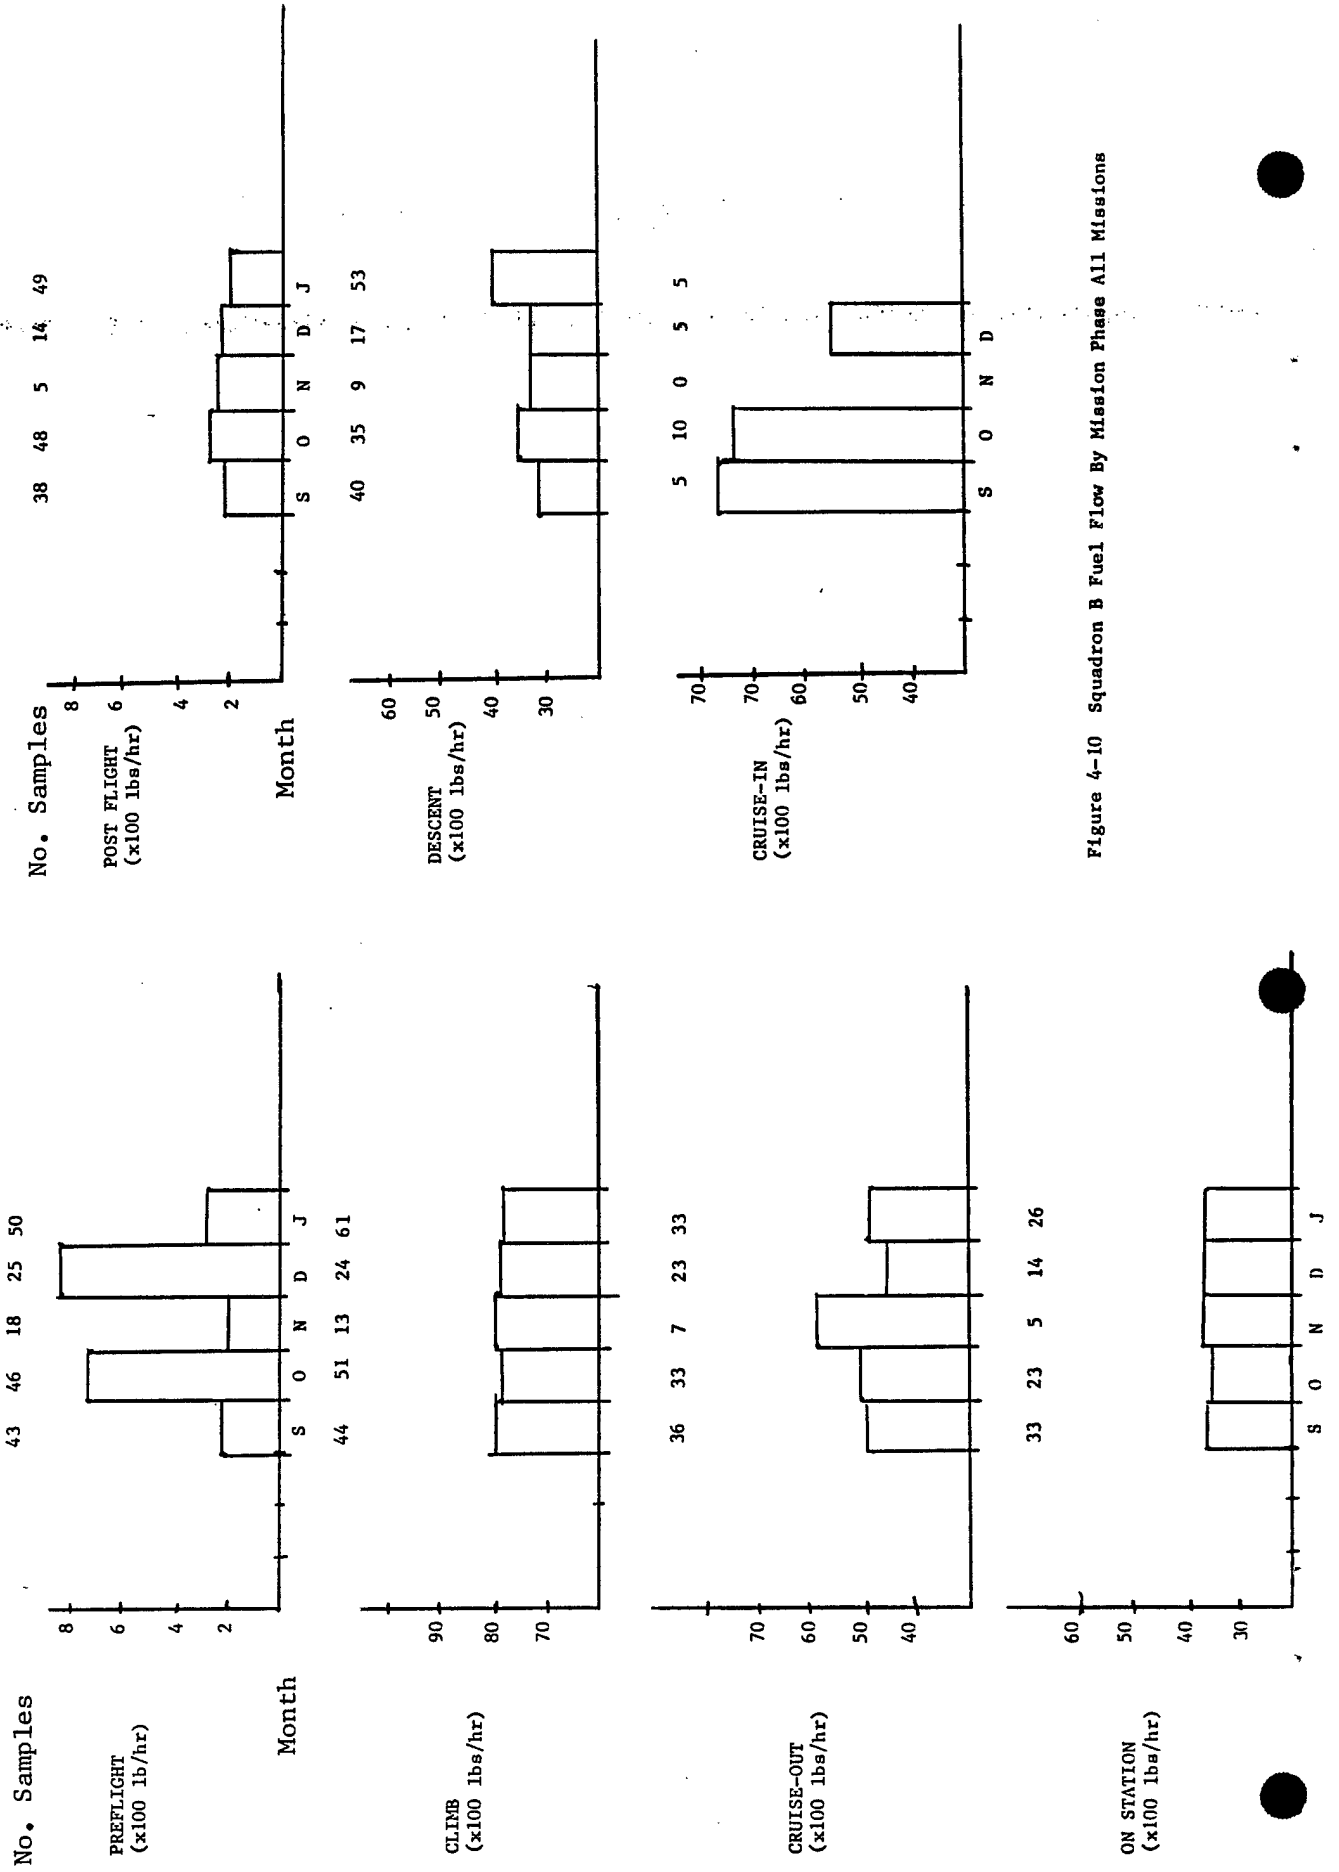 No. Samples 43 46 18 25 50
PREFLIGHT
(x100 lb/hr)
8
6
4
2
Month S O N D J
44 51 13 24 61
CLIMB
(x100 lbs/hr)
90
80
70
36 33 7 23 33
CRUISE-OUT
(x100 lbs/hr)
70
60
50
40
33 23 5 14 26
ON STATION
(x100 lbs/hr)
60
50
40
30
S O N D J
No. Samples 38 48 5 14 49
POST FLIGHT
(x100 lbs/hr)
8
6
4
2
Month S O N D J
40 35 9 17 53
DESCENT
(x100 lbs/hr)
60
50
40
30
5 10 0 5 5
CRUISE-IN
(x100 lbs/hr)
70
70
60
50
40
S O N D
Figure 4-10 Squadron B Fuel Flow By Mission Phase All Missions